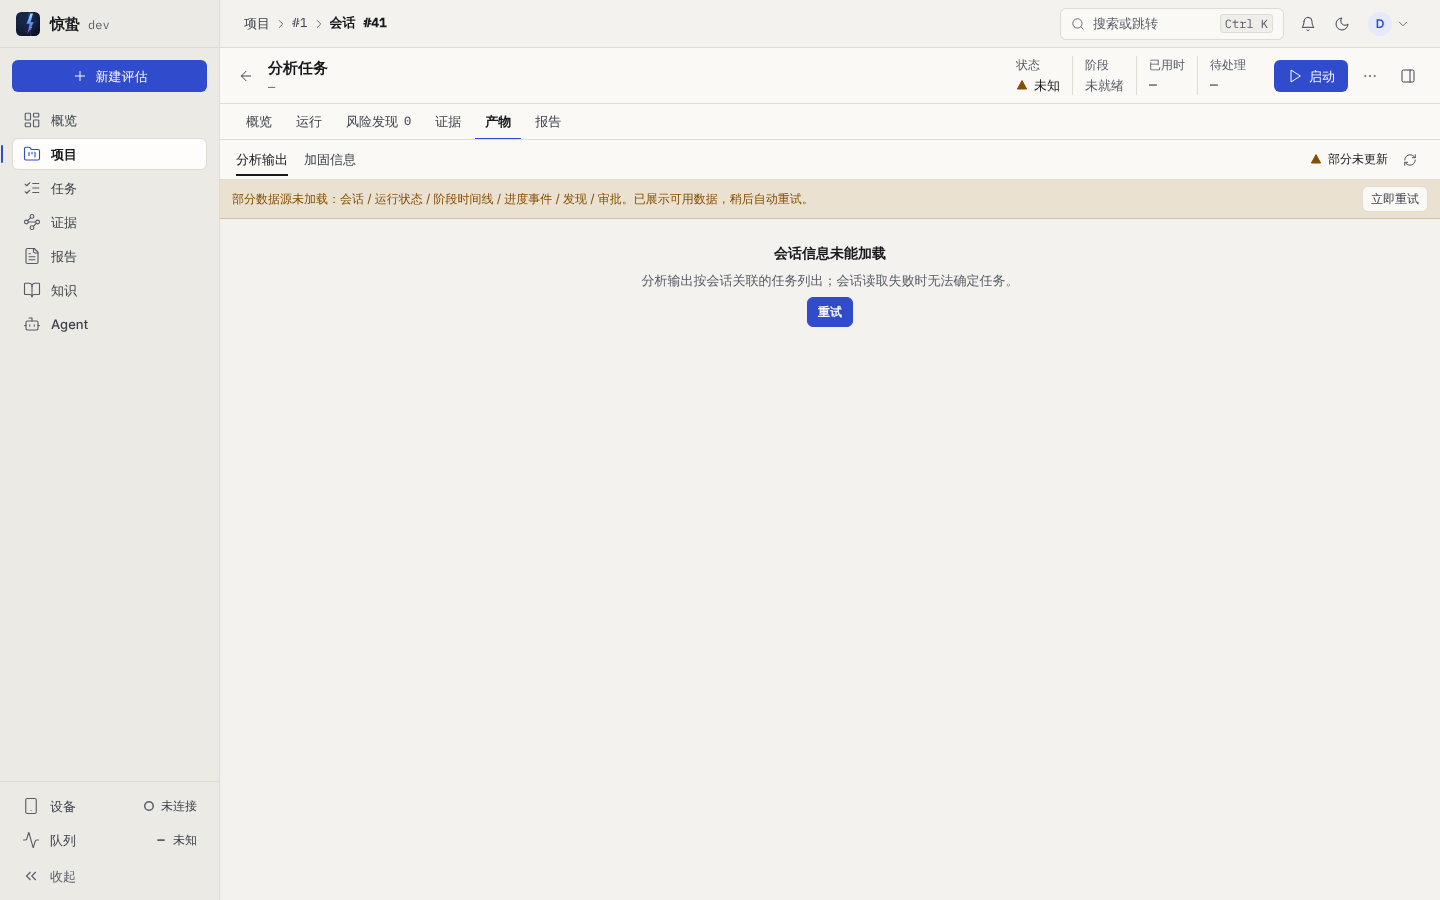 惊蛰 dev
项目 > #1 > 会话 #41
搜索或跳转 Ctrl K
D
新建评估
概览
项目
任务
证据
报告
知识
Agent
设备 未连接
队列 – 未知
收起
分析任务
–
状态 未知
阶段 未就绪
已用时 –
待处理 –
启动
概览 运行 风险发现 0 证据 产物 报告
分析输出 加固信息
部分未更新
部分数据源未加载：会话 / 运行状态 / 阶段时间线 / 进度事件 / 发现 / 审批。已展示可用数据，稍后自动重试。
立即重试
会话信息未能加载
分析输出按会话关联的任务列出；会话读取失败时无法确定任务。
重试